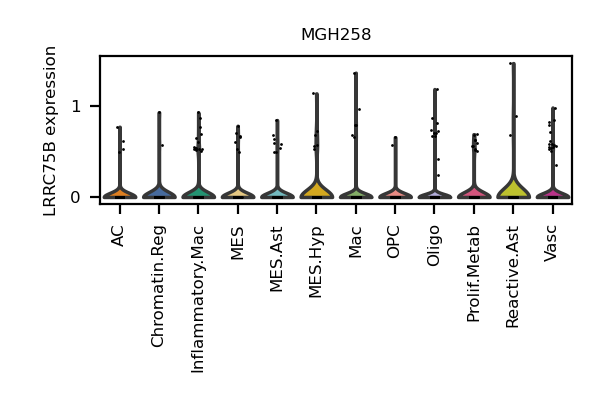 MGH258
LRRC75B expression
1
0
AC
Chromatin.Reg
Inflammatory.Mac
MES
MES.Ast
MES.Hyp
Mac
OPC
Oligo
Prolif.Metab
Reactive.Ast
Vasc